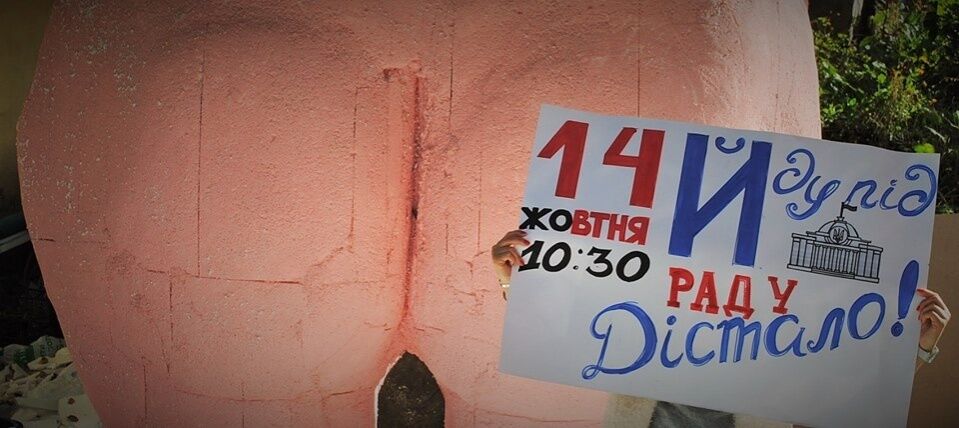 14
ЖОВТНЯ
10:30
Йду під
РАДУ
Дістало!